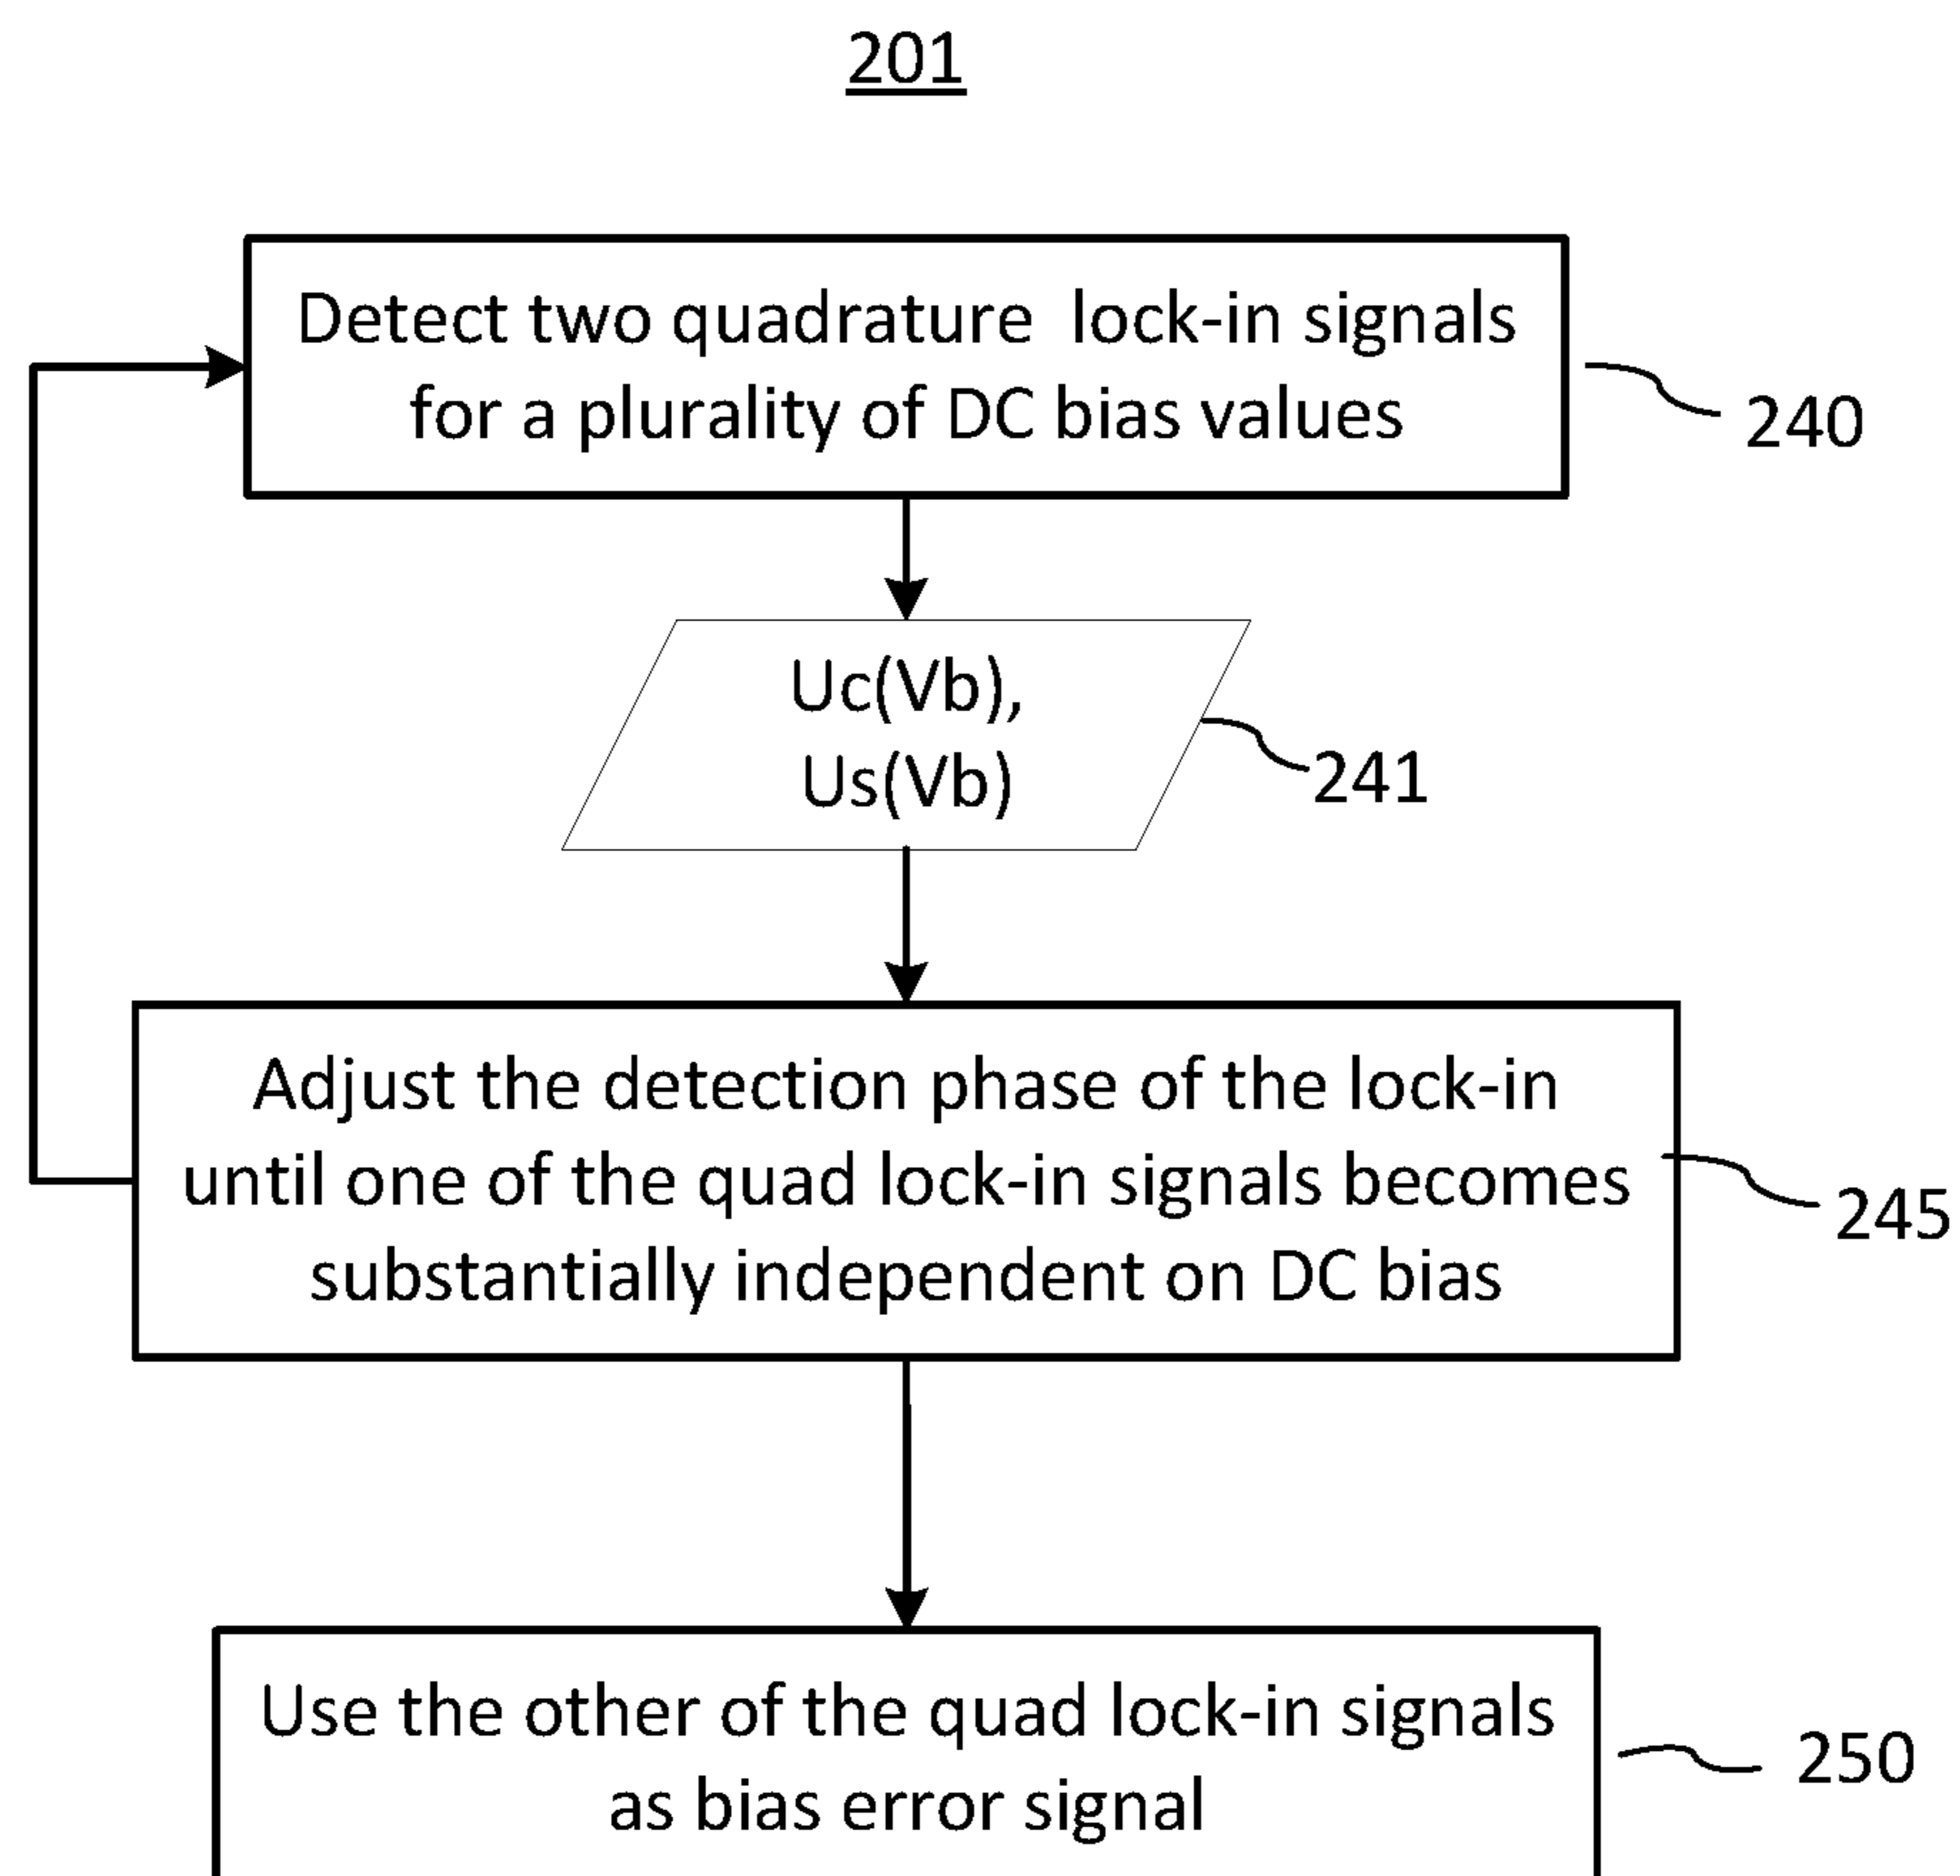 201
Detect two quadrature lock-in signals
for a plurality of DC bias values
240
Uc(Vb),
Us(Vb)
241
Adjust the detection phase of the lock-in
until one of the quad lock-in signals becomes
substantially independent on DC bias
245
Use the other of the quad lock-in signals
as bias error signal
250